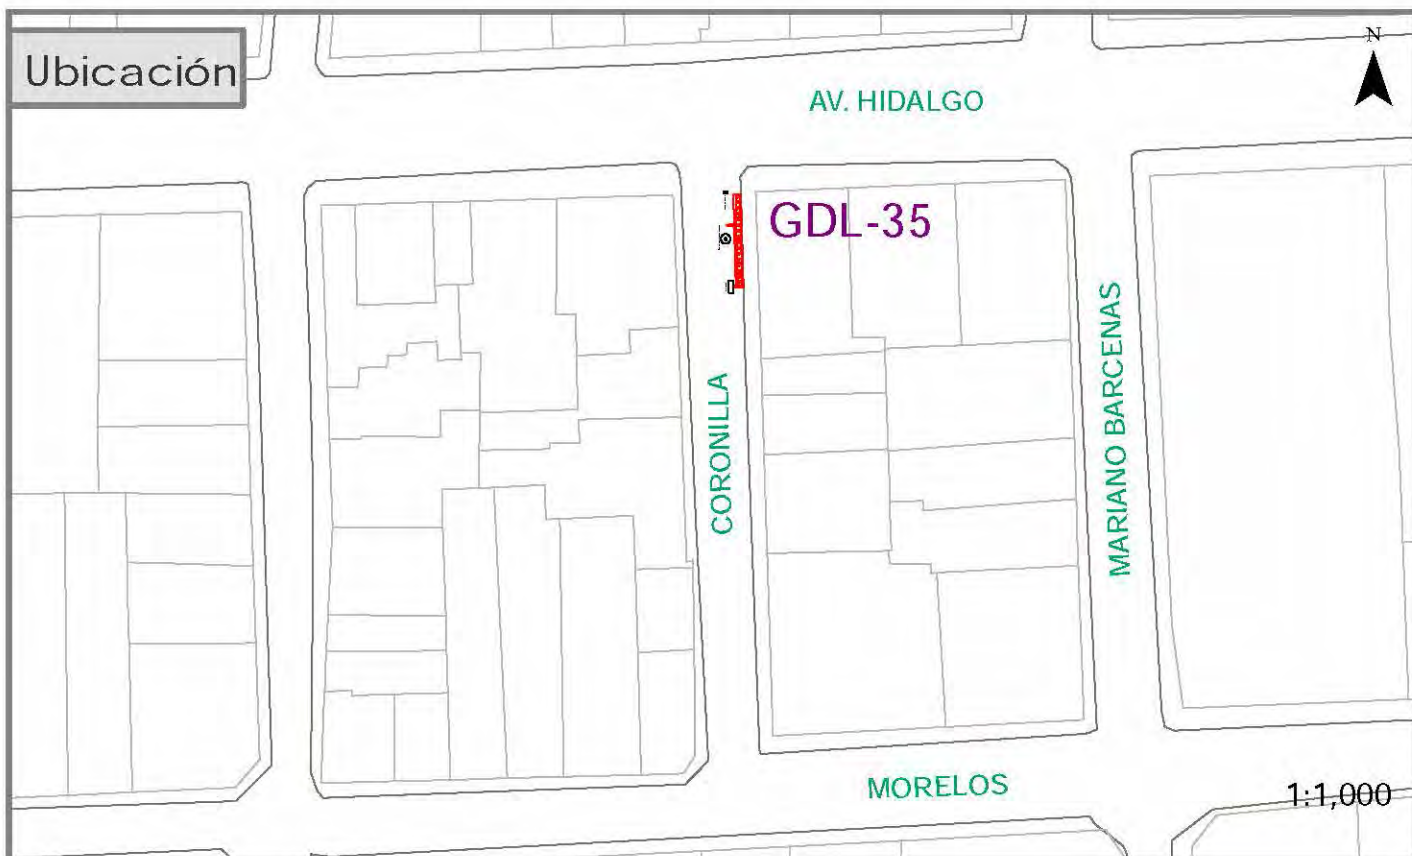 Ubicación
N
AV. HIDALGO
GDL-35
CORONILLA
MARIANO BARCENAS
MORELOS
1:1,000